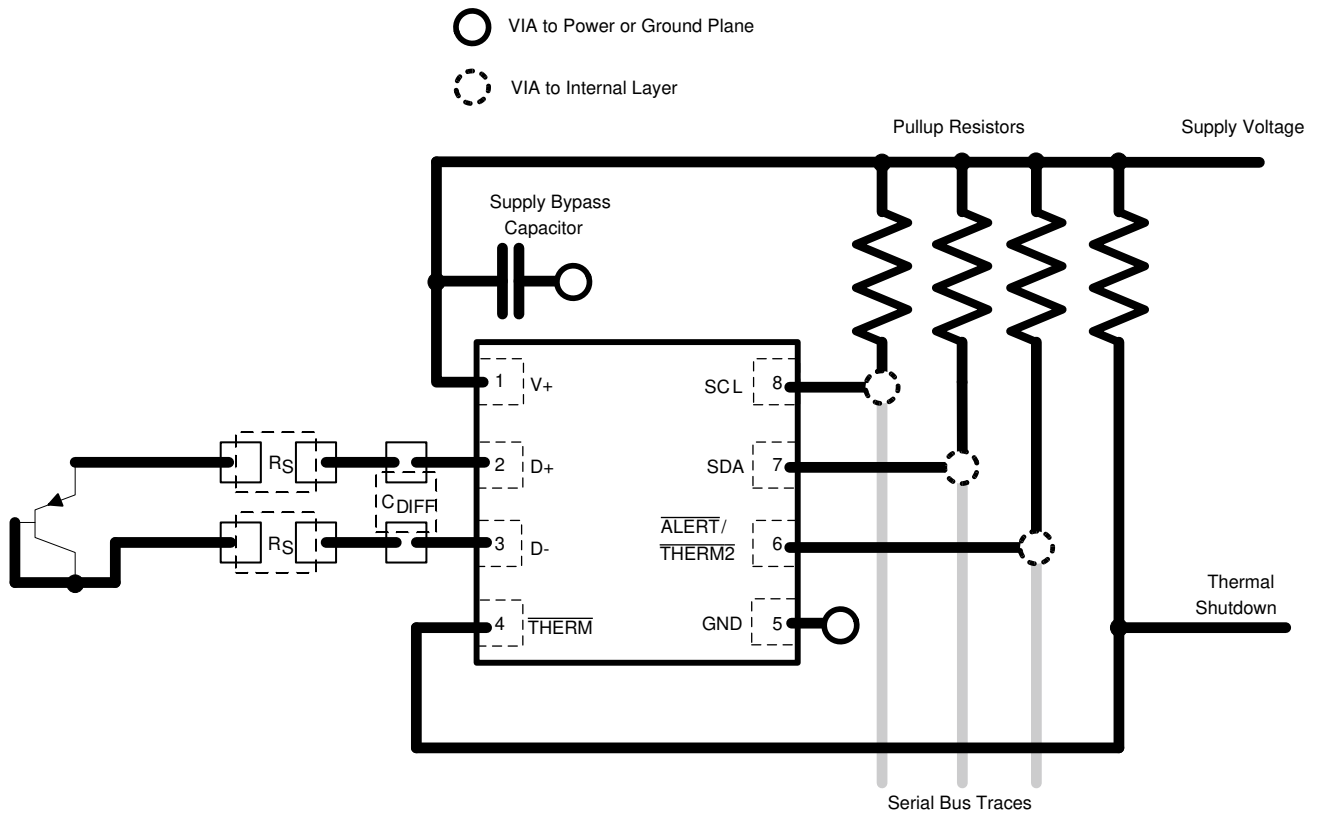 VIA to Power or Ground Plane
VIA to Internal Layer
Pullup Resistors
Supply Voltage
Supply Bypass
Capacitor
1 V+
SCL 8
RS
2 D+
SDA 7
CDIFF
RS
3 D-
ALERT/
THERM2
6
4 THERM
GND 5
Thermal
Shutdown
Serial Bus Traces